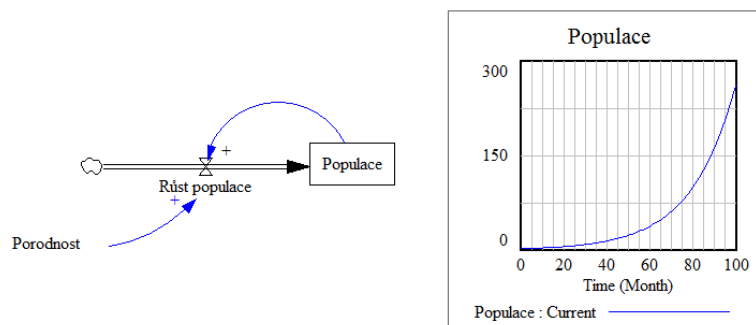 +
Populace
Růst populace
+
Porodnost
Populace
300
150
0
0 20 40 60 80 100
Time (Month)
Populace : Current